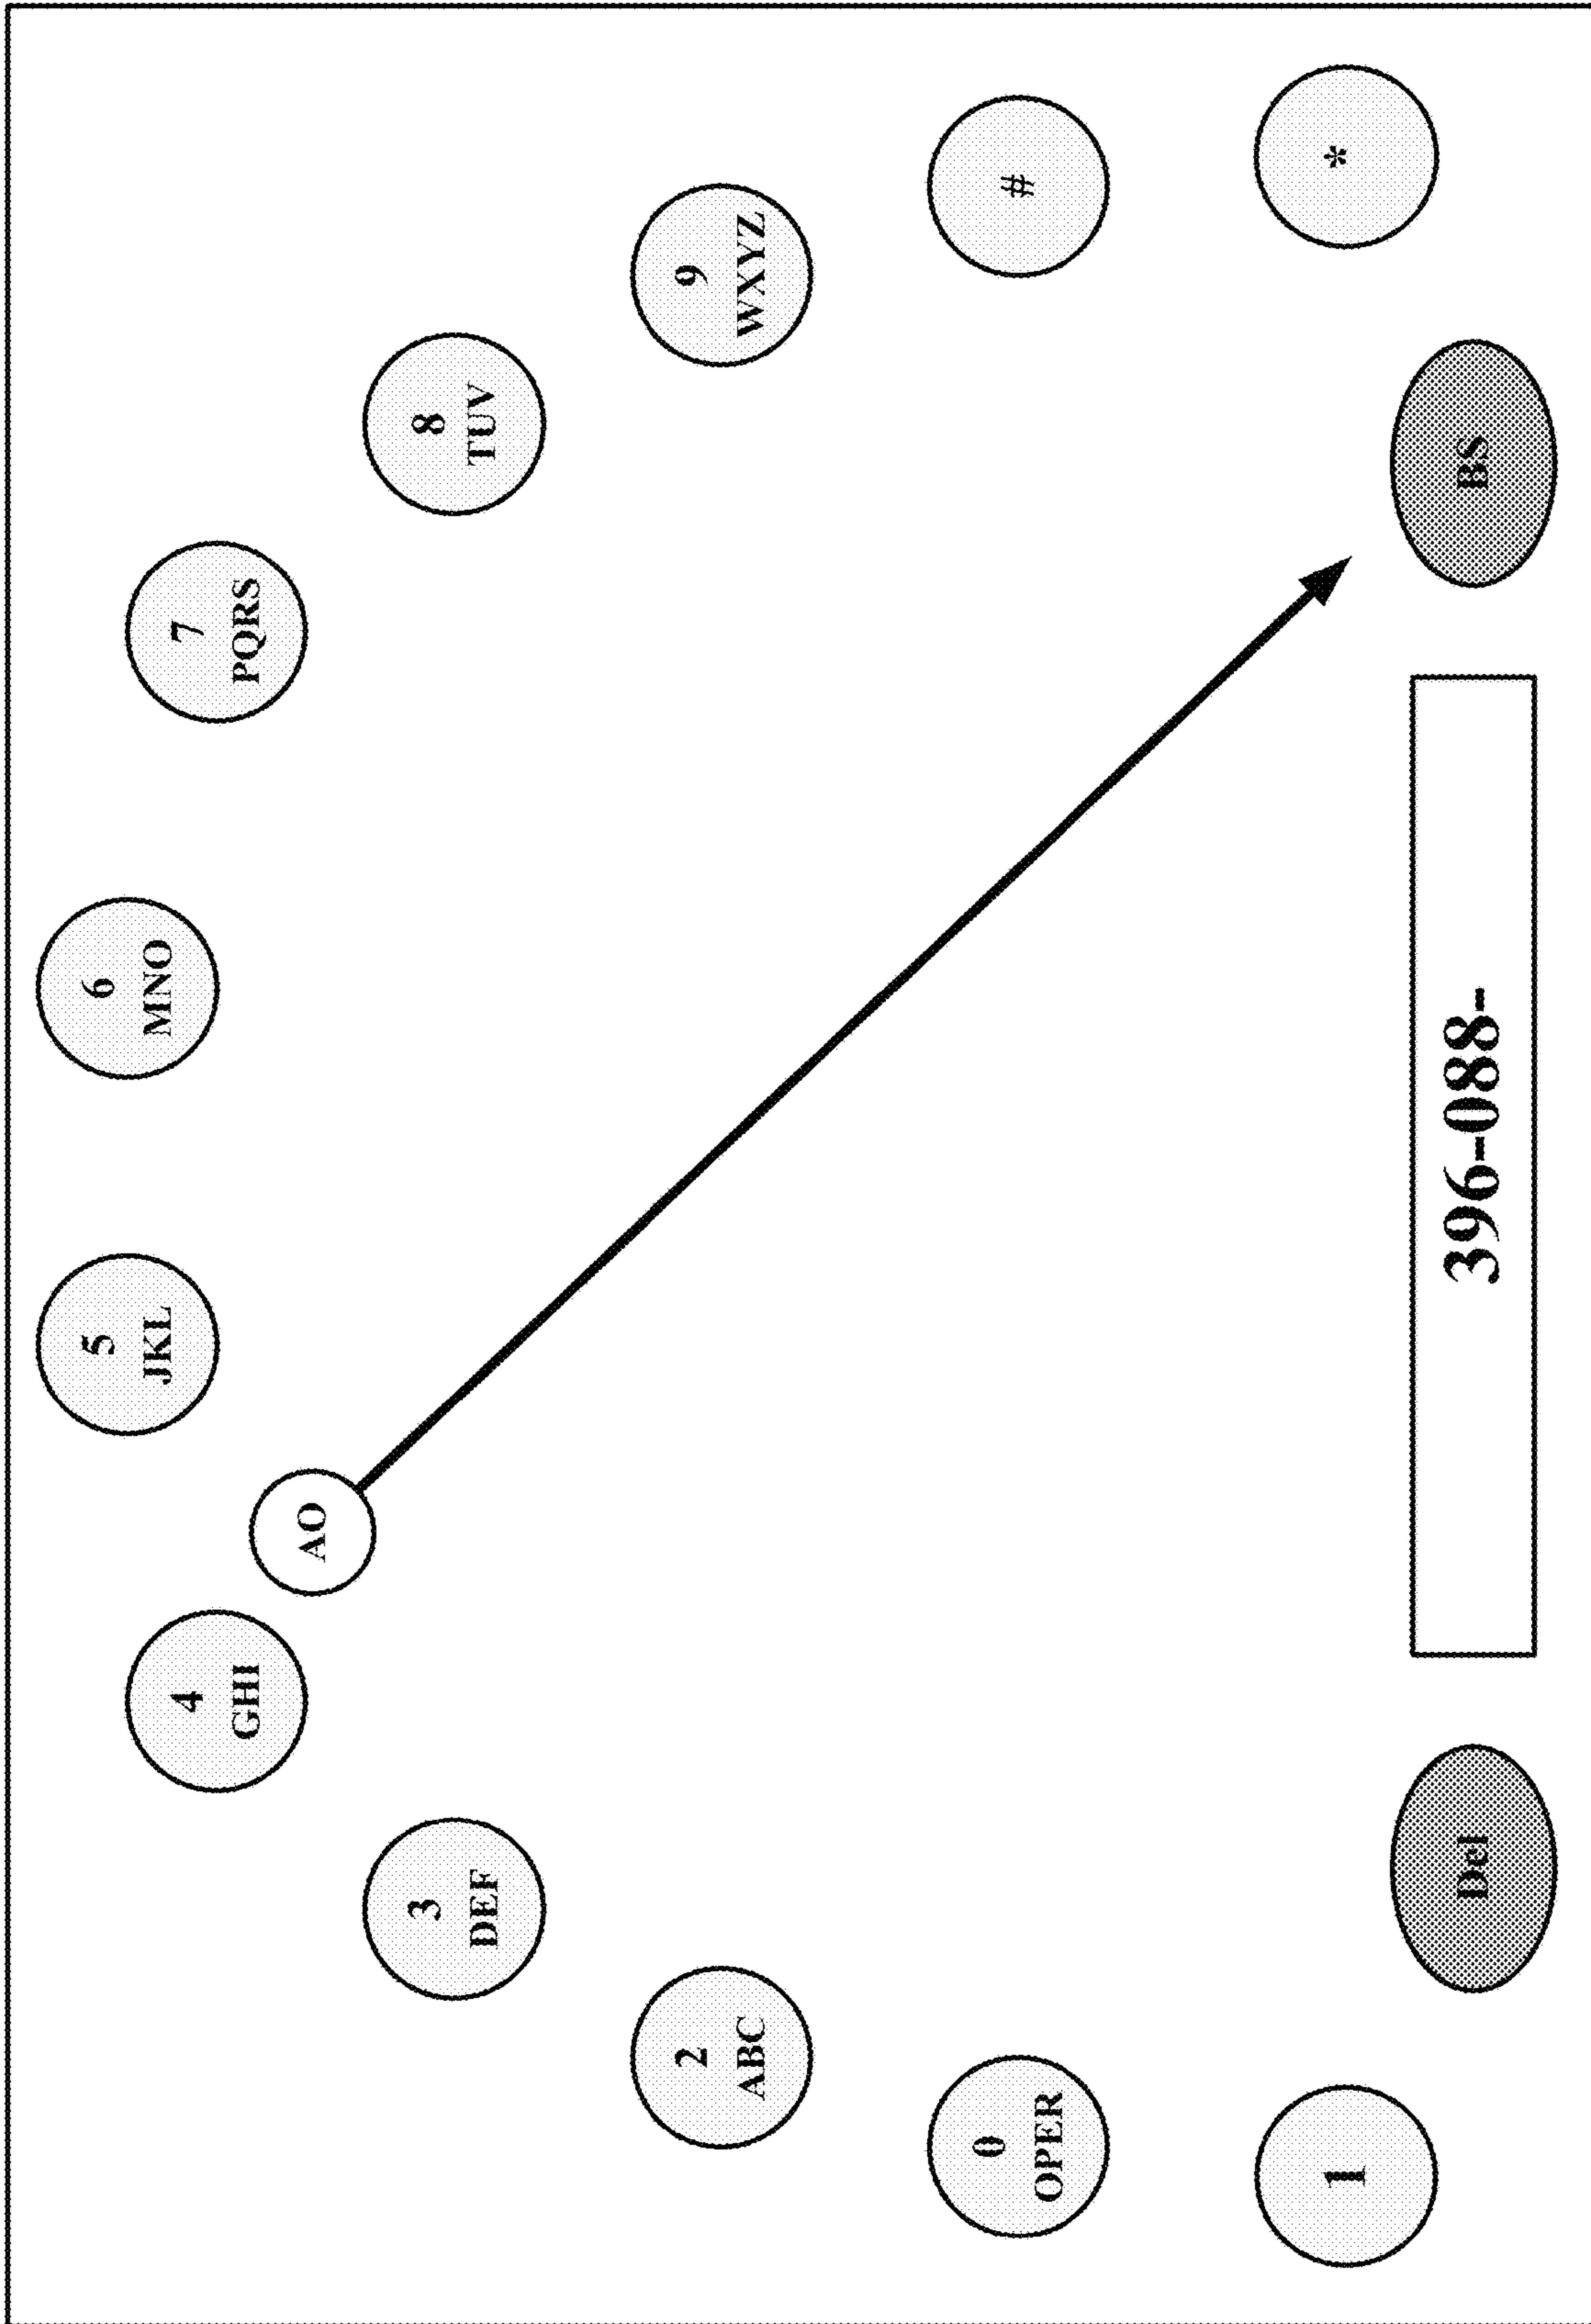 5
JKL
6
MNO
4
GHI
7
PQRS
AO
3
DEF
8
TUV
2
ABC
9
WXYZ
0
OPER
#
1
*
Del
396-088-
BS